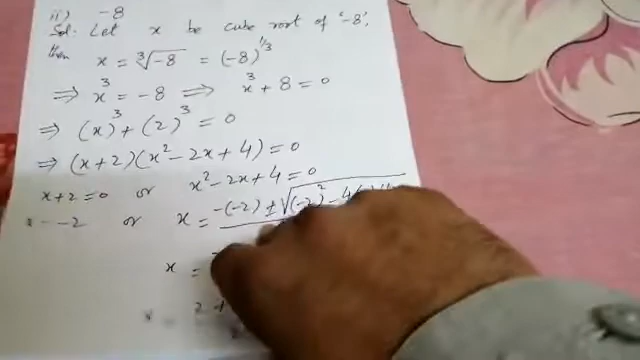 ii) -8
Sol: Let x be cube root of '-8',
then x = ∛-8 = (-8)^1/3
⇒ x³ = -8 ⇒ x³ + 8 = 0
⇒ (x)³ + (2)³ = 0
⇒ (x+2)(x² - 2x + 4) = 0
x+2 = 0 or x² - 2x + 4 = 0
x = -2 or x = -(-2) ± √(-2)² - 4
x =
x = 2